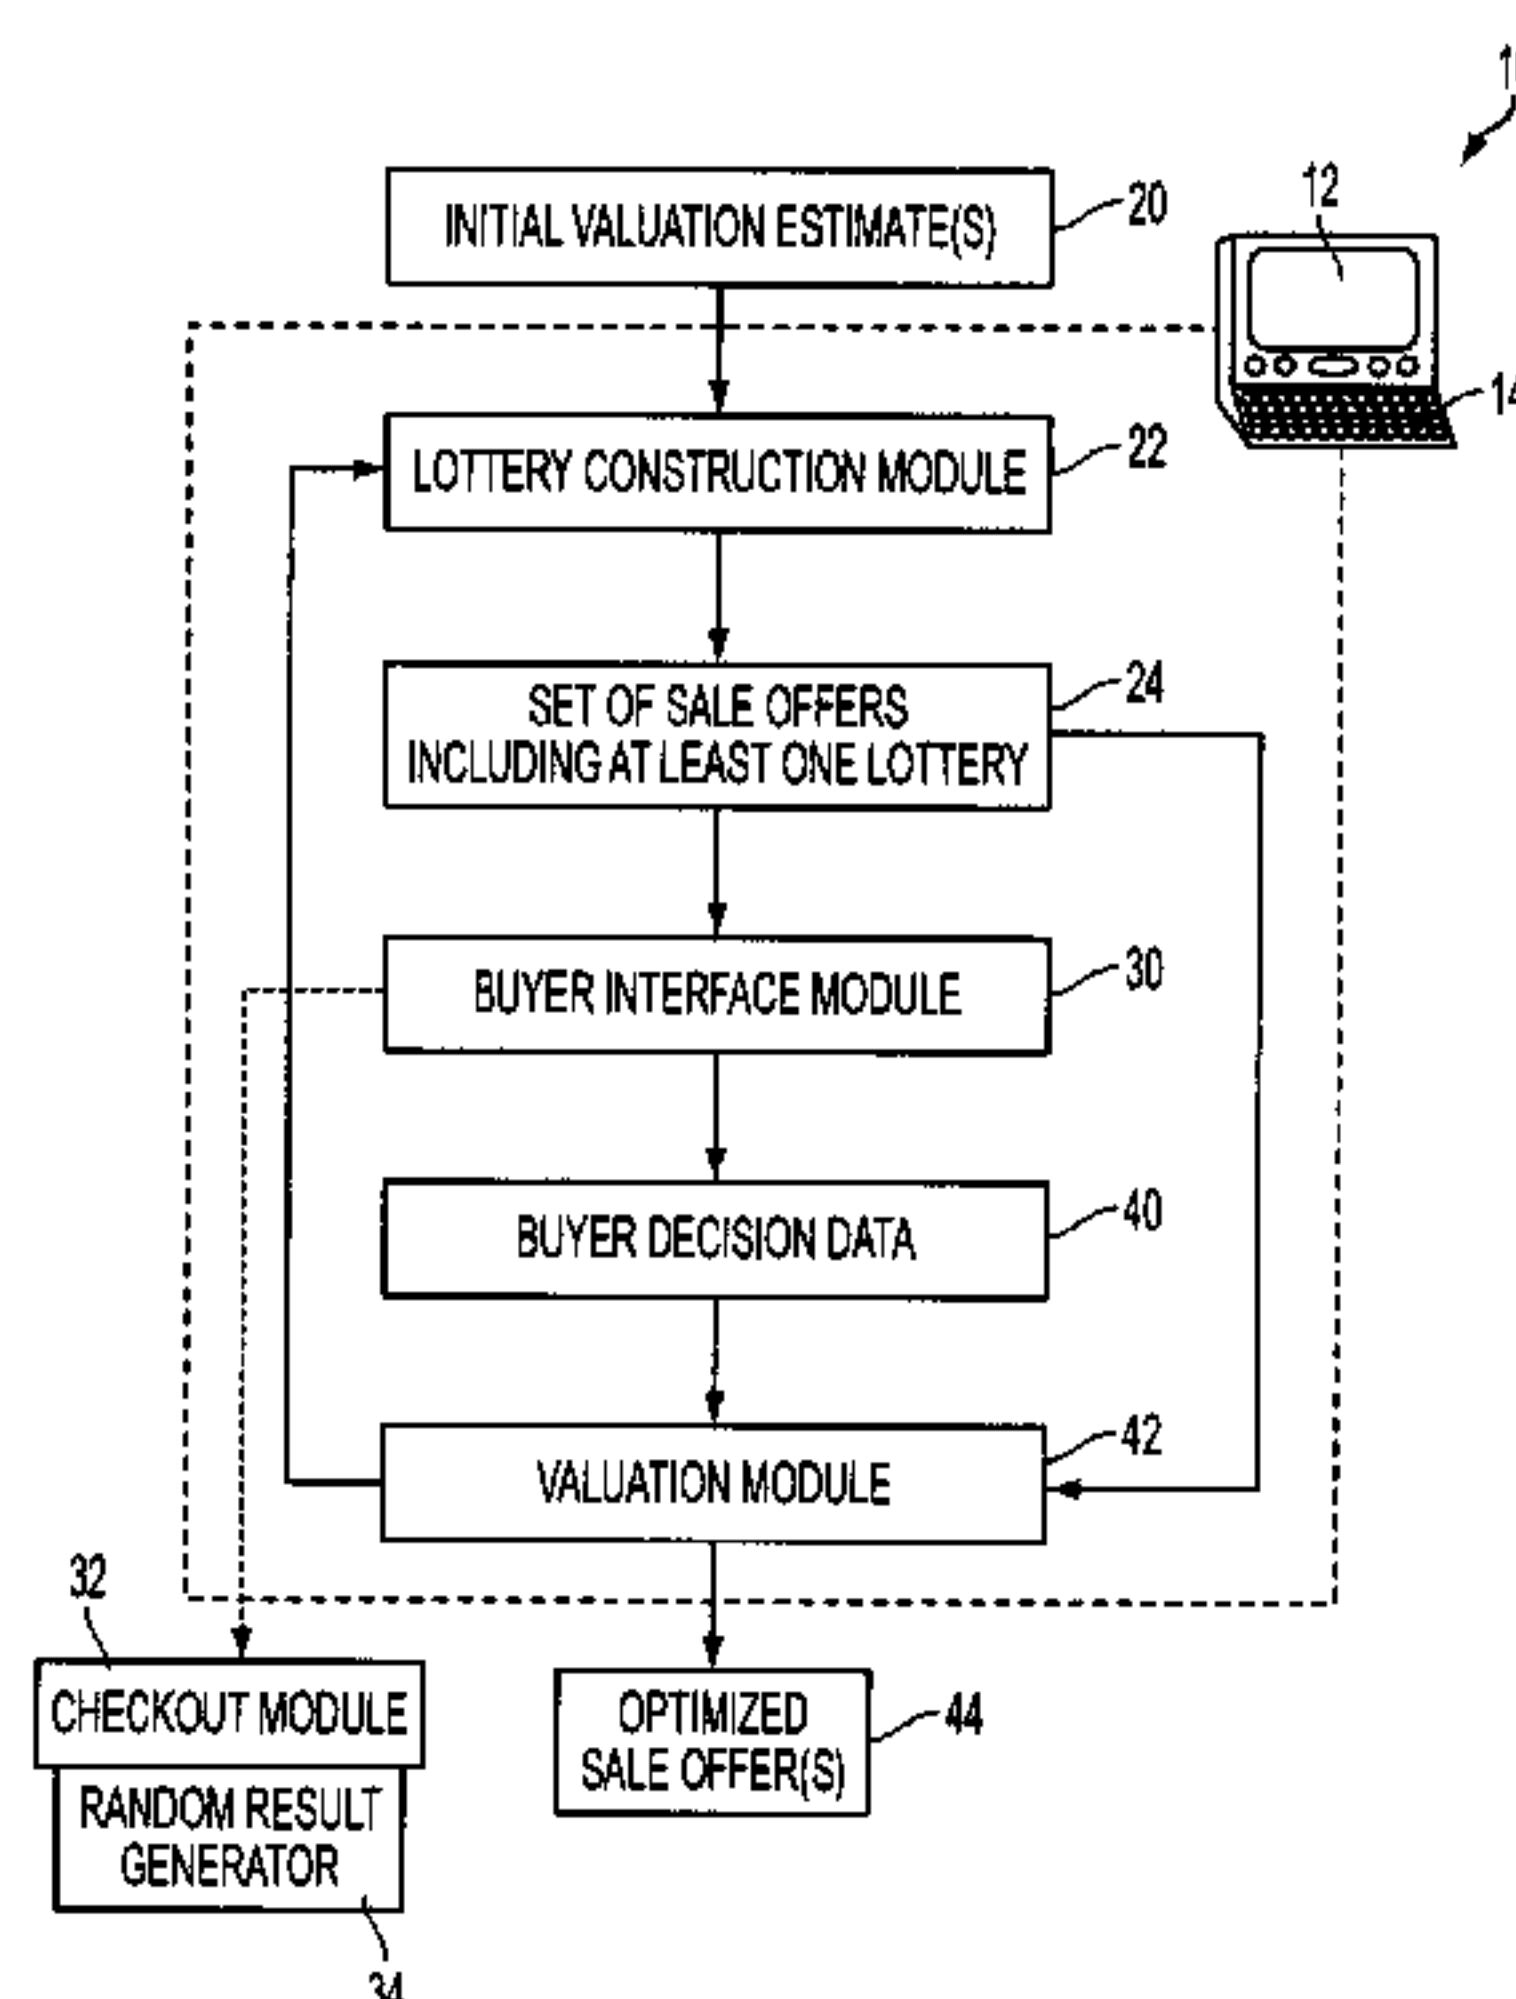 12
INITIAL VALUATION ESTIMATE(S)
20
LOTTERY CONSTRUCTION MODULE
22
SET OF SALE OFFERS
INCLUDING AT LEAST ONE LOTTERY
24
BUYER INTERFACE MODULE
30
BUYER DECISION DATA
40
VALUATION MODULE
42
32
CHECKOUT MODULE
RANDOM RESULT
GENERATOR
34
OPTIMIZED
SALE OFFER(S)
44